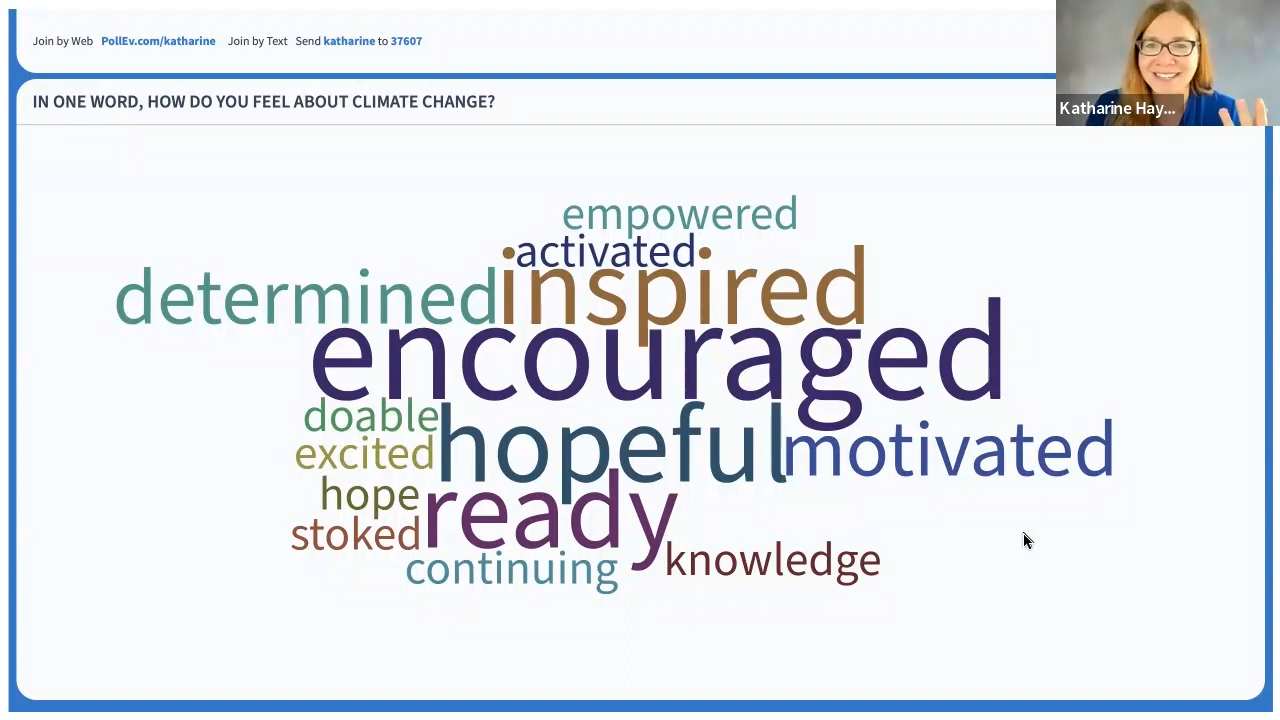 Join by Web PollEv.com/katharine Join by Text Send katharine to 37607
Katharine Hay...
IN ONE WORD, HOW DO YOU FEEL ABOUT CLIMATE CHANGE?
empowered
activated
inspired
determined
encouraged
doable
hopeful
motivated
excited
hope
ready
stoked
knowledge
continuing